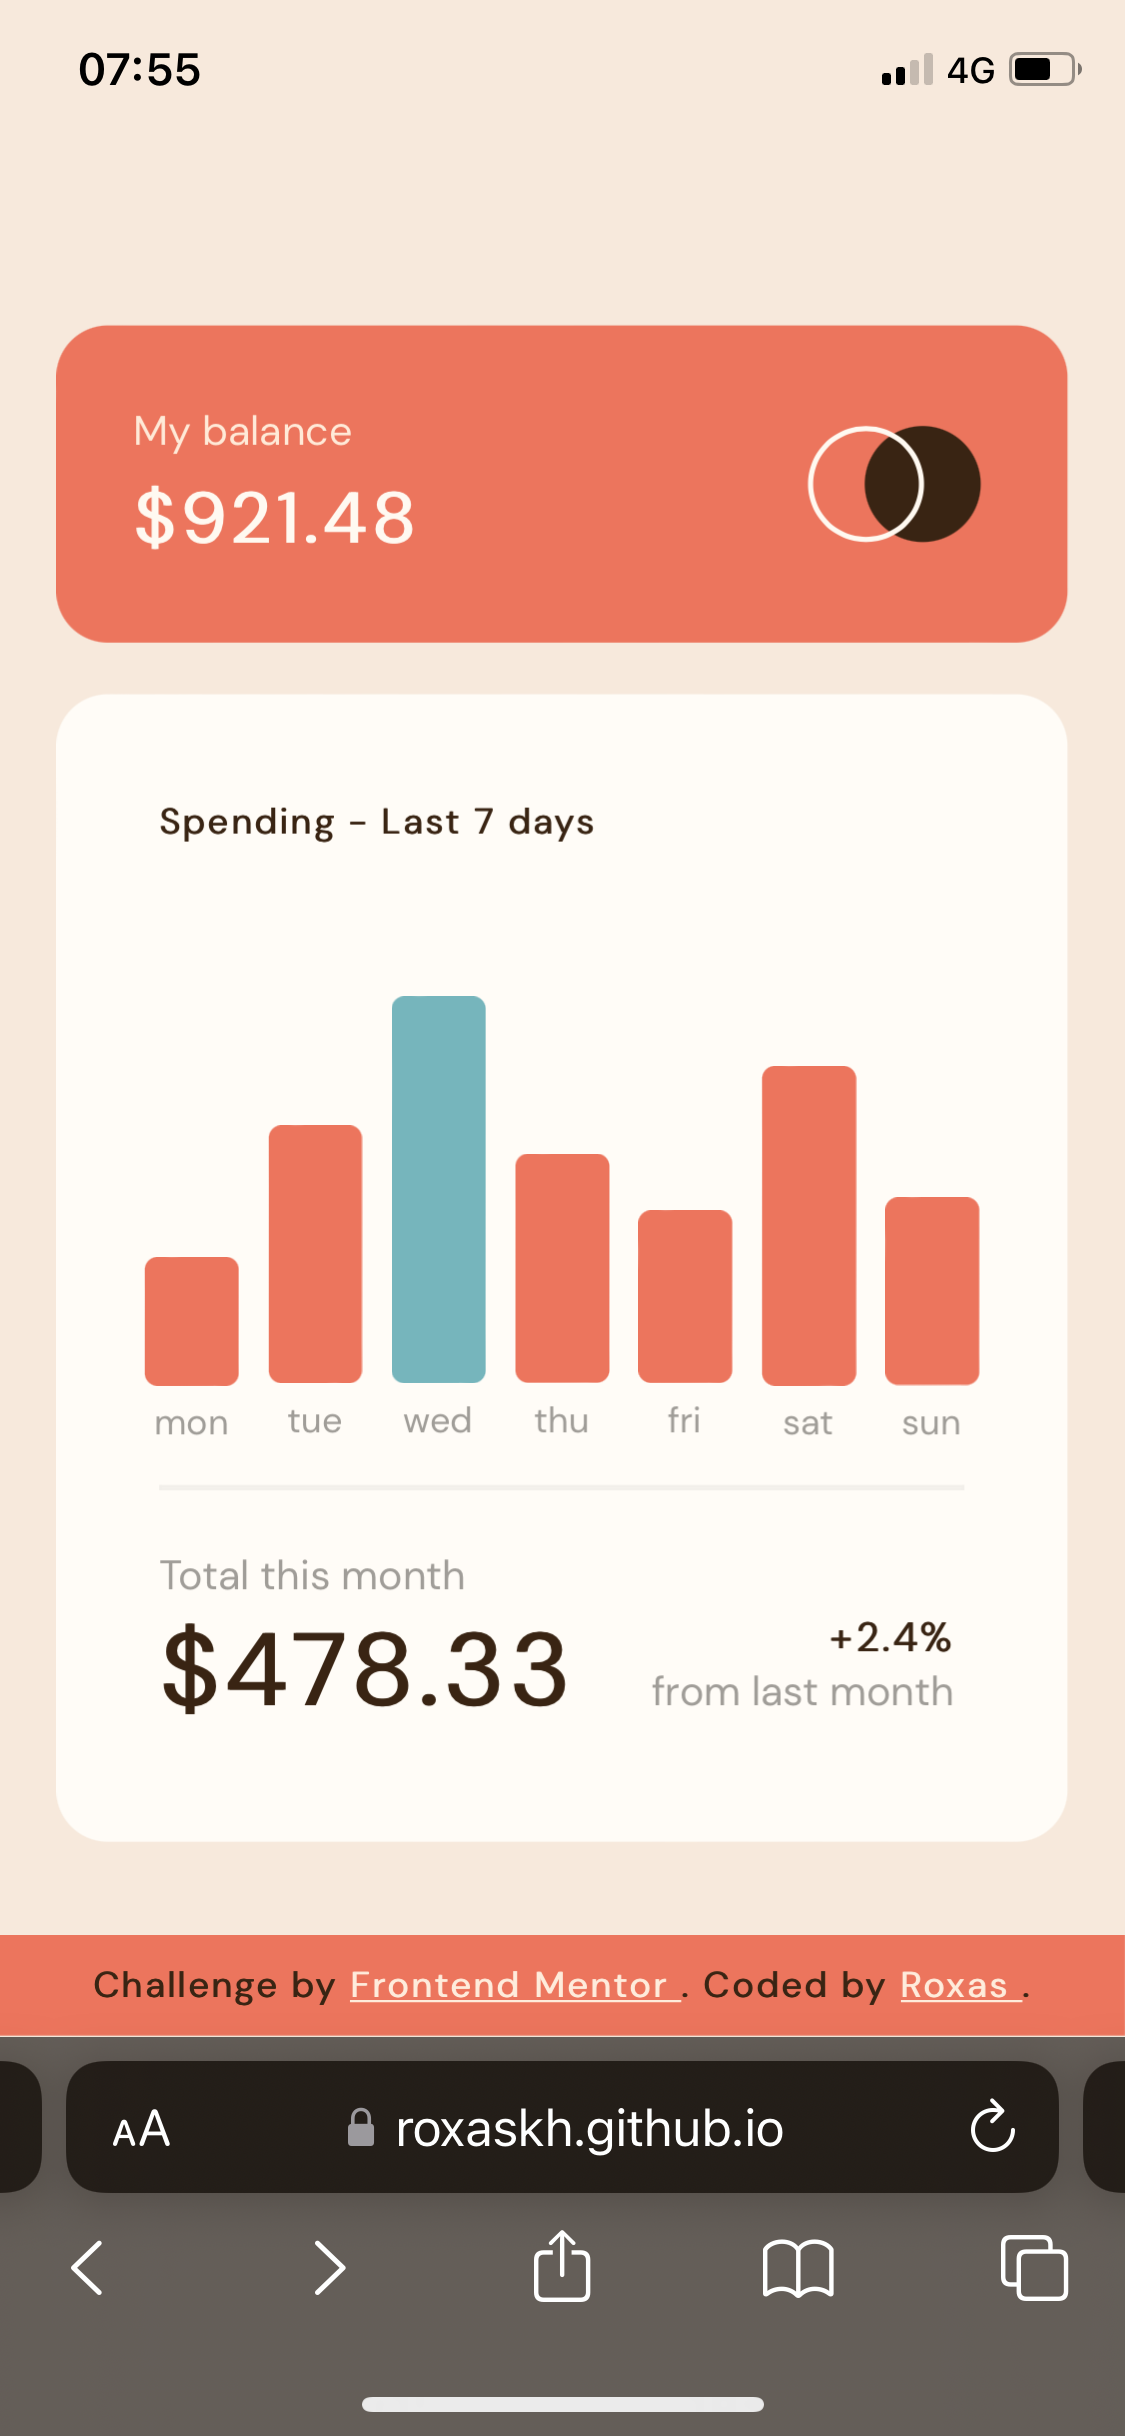 07:55 4G
My balance
$921.48
Spending - Last 7 days
mon tue wed thu fri sat sun
Total this month
$478.33
+2.4%
from last month
Challenge by Frontend Mentor . Coded by Roxas .
AA roxaskh.github.io